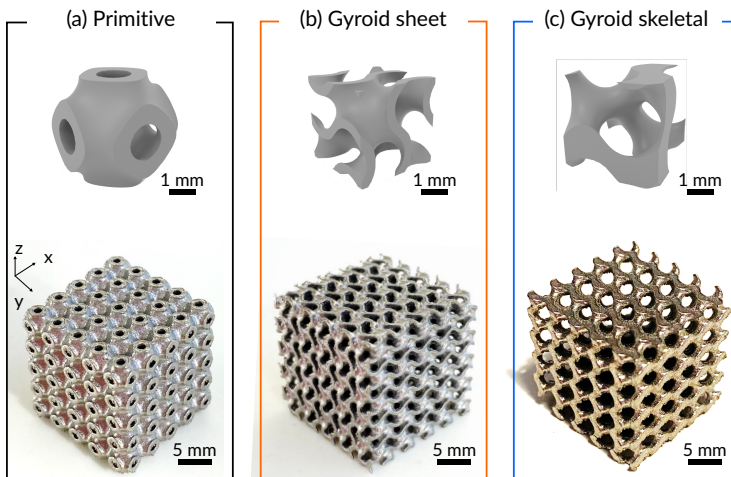 (a) Primitive
(b) Gyroid sheet
(c) Gyroid skeletal
1 mm
1 mm
1 mm
z
x
y
5 mm
5 mm
5 mm